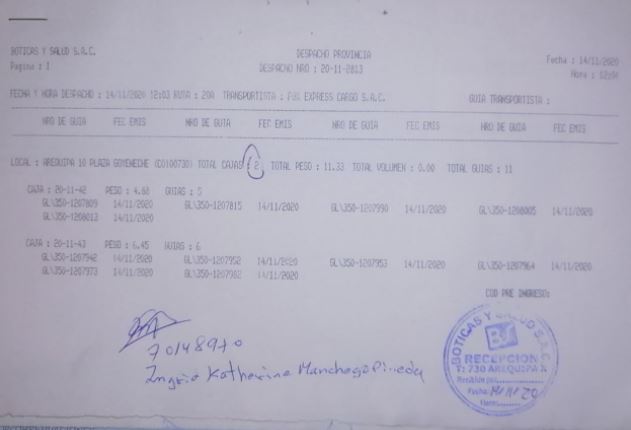 BOTICAS Y SALUD S.A.C. DESPACHO PROVINCIA Fecha : 14/11/2020
Pagina : 1 DESPACHO NRO : 20-11-2813 Hora : 12:04
FECHA Y HORA DESPACHO : 14/11/2020 12:03 RUTA : 20A TRANSPORTISTA : EXPRESS CARGO S.A.C. GUIA TRANSPORTISTA :
NRO DE GUIA FEC EMIS NRO DE GUIA FEC EMIS NRO DE GUIA FEC EMIS NRO DE GUIA FEC EMIS
LOCAL : AREQUIPA 10 PLAZA GOYENECHE (C0100730) TOTAL CAJAS : 2 TOTAL PESO : 11.33 TOTAL VOLUMEN : 0.00 TOTAL GUIAS : 11
CAJA : 20-11-42 PESO : 4.88 GUIAS : 5
GL\350-1207809 14/11/2020 GL\350-1207815 14/11/2020 GL\350-1207990 14/11/2020 GL\350-1208005 14/11/2020
GL\350-1208013 14/11/2020
CAJA : 20-11-43 PESO : 6.45 GUIAS : 6
GL\350-1207942 14/11/2020 GL\350-1207952 14/11/2020 GL\350-1207953 14/11/2020 GL\350-1207964 14/11/2020
GL\350-1207973 14/11/2020 GL\350-1207982 14/11/2020
COD PRE INGRESO:
70148970
Ingrid Katherine Manchego Pineda
BOTICAS Y SALUD S.A.C.
BS
RECEPCION
T: 730 AREQUIPA X
Recibido por
Fecha: 14/11/20
Hora: